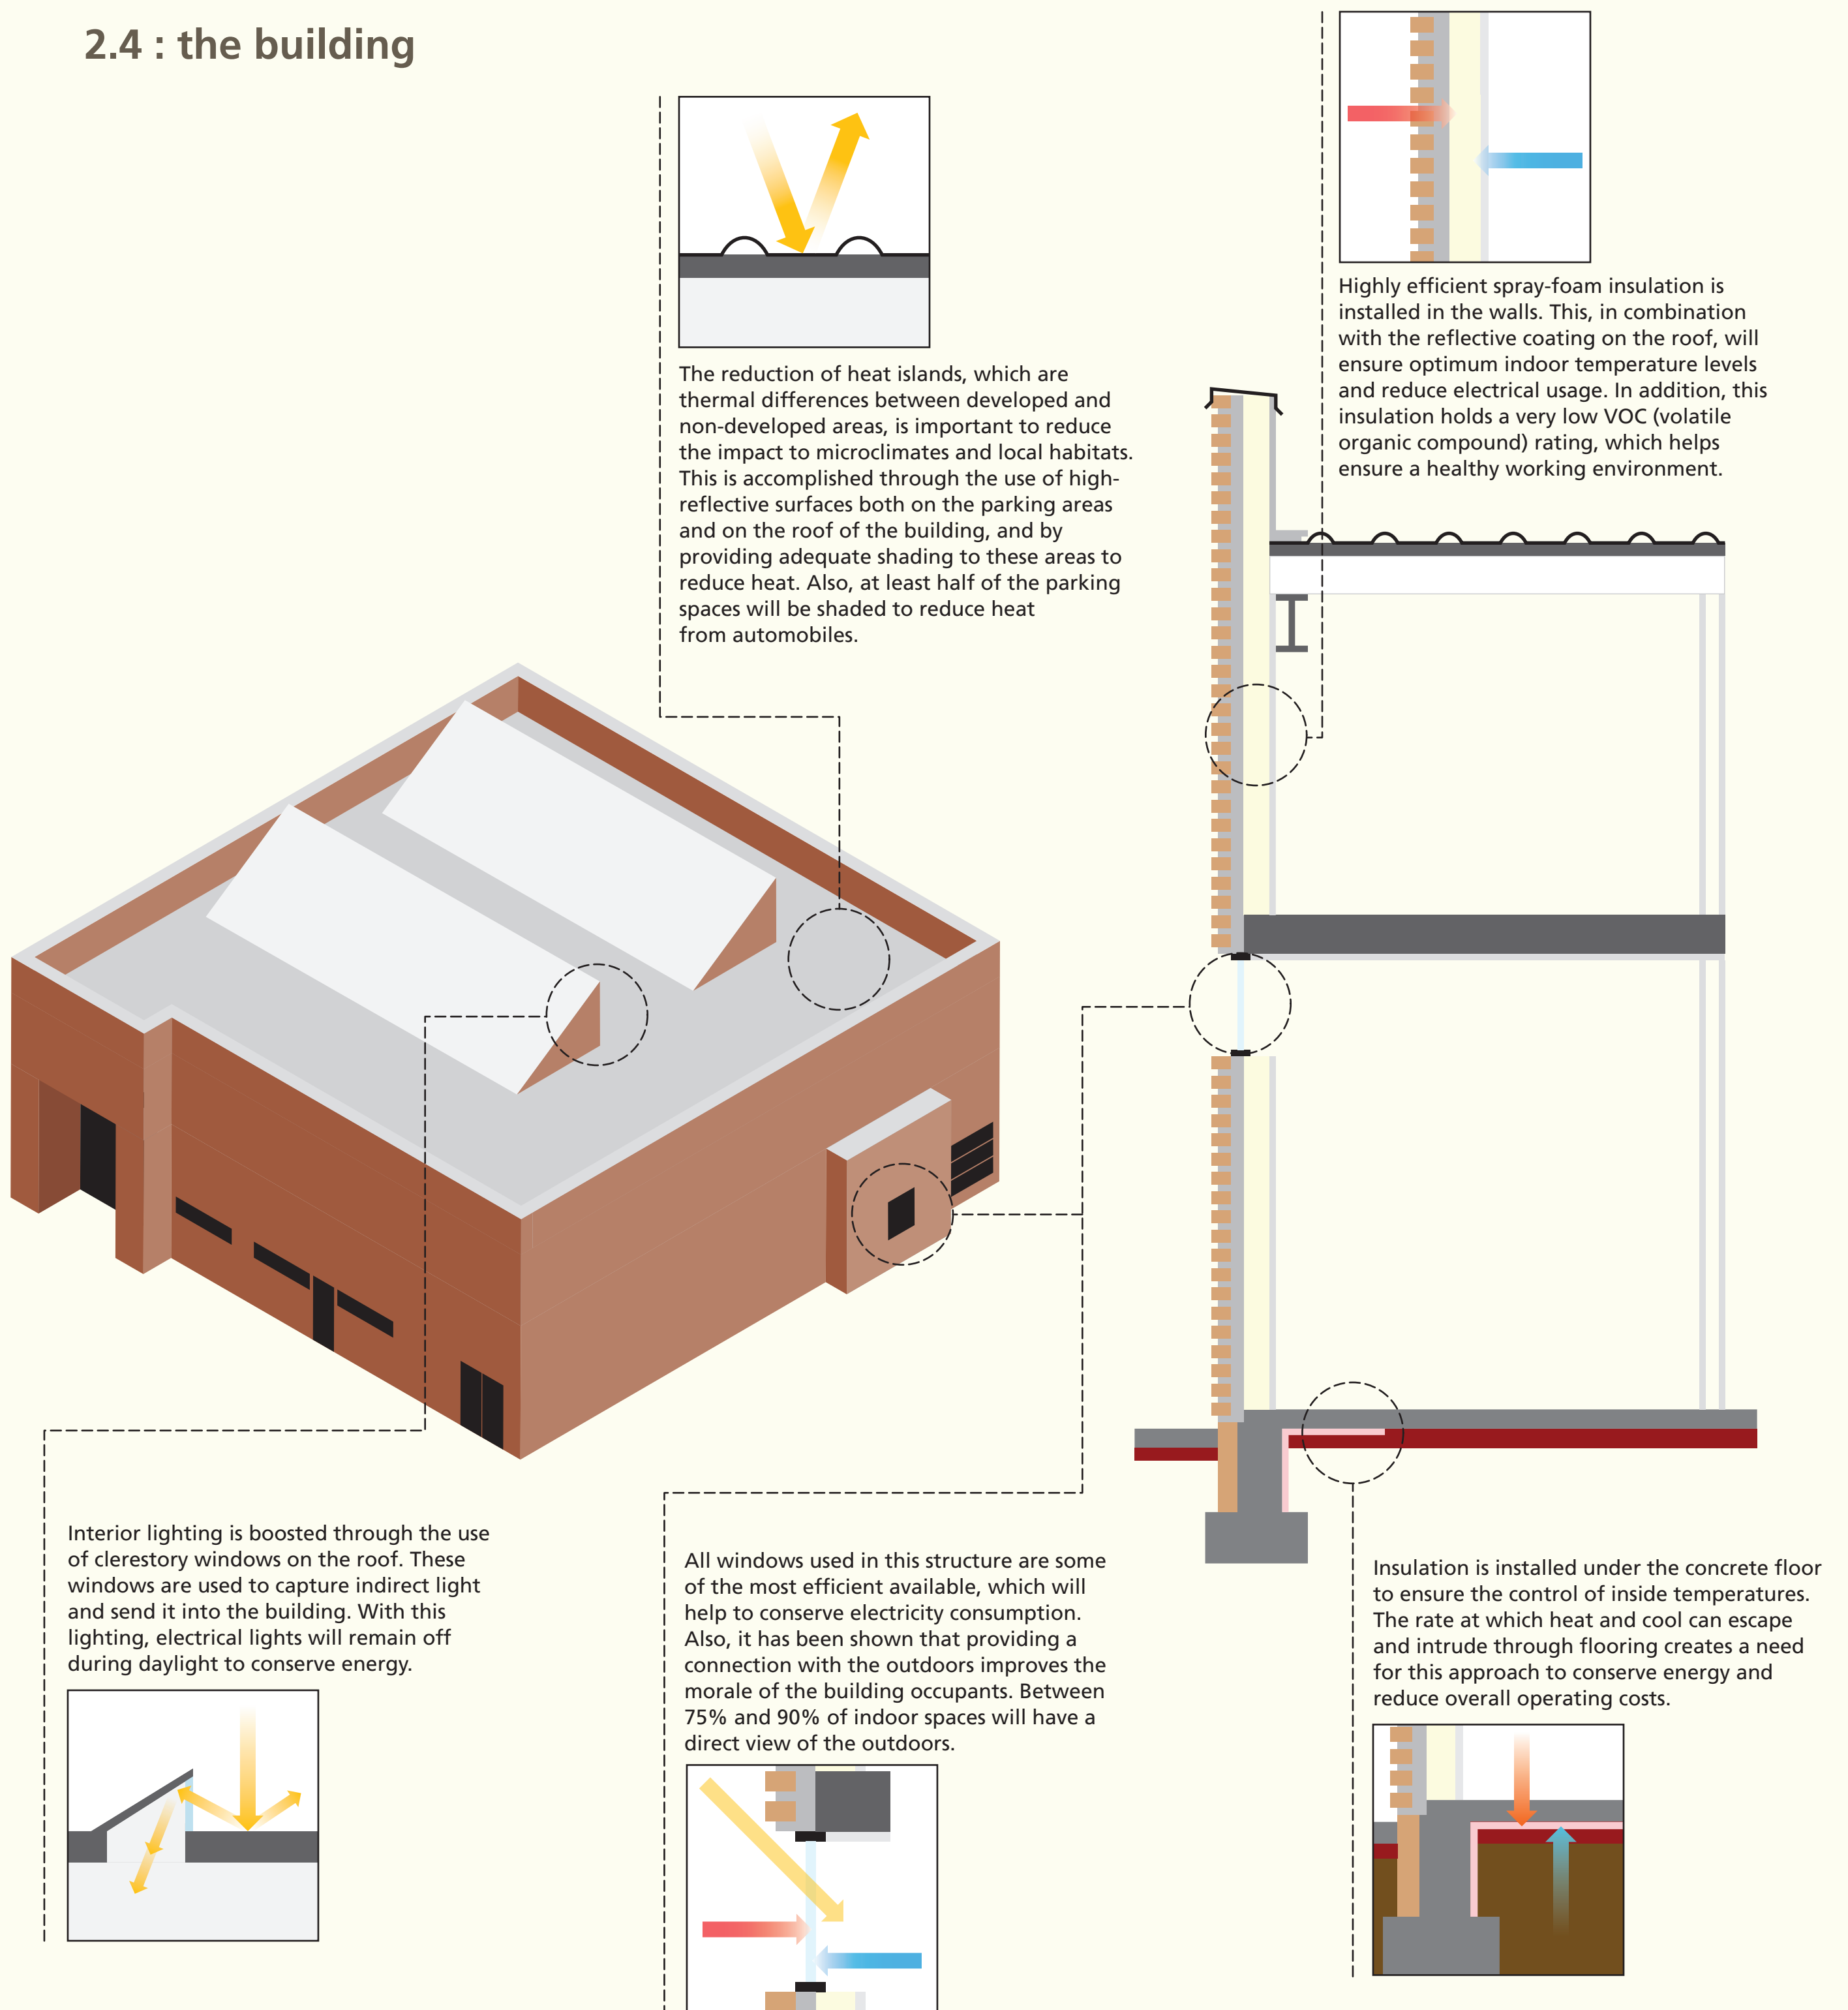 2.4 : the building
Highly efficient spray-foam insulation is
installed in the walls. This, in combination
with the reflective coating on the roof, will
ensure optimum indoor temperature levels
and reduce electrical usage. In addition, this
insulation holds a very low VOC (volatile
organic compound) rating, which helps
ensure a healthy working environment.
The reduction of heat islands, which are
thermal differences between developed and
non-developed areas, is important to reduce
the impact to microclimates and local habitats.
This is accomplished through the use of high-
reflective surfaces both on the parking areas
and on the roof of the building, and by
providing adequate shading to these areas to
reduce heat. Also, at least half of the parking
spaces will be shaded to reduce heat
from automobiles.
Interior lighting is boosted through the use
of clerestory windows on the roof. These
windows are used to capture indirect light
and send it into the building. With this
lighting, electrical lights will remain off
during daylight to conserve energy.
All windows used in this structure are some
of the most efficient available, which will
help to conserve electricity consumption.
Also, it has been shown that providing a
connection with the outdoors improves the
morale of the building occupants. Between
75% and 90% of indoor spaces will have a
direct view of the outdoors.
Insulation is installed under the concrete floor
to ensure the control of inside temperatures.
The rate at which heat and cool can escape
and intrude through flooring creates a need
for this approach to conserve energy and
reduce overall operating costs.